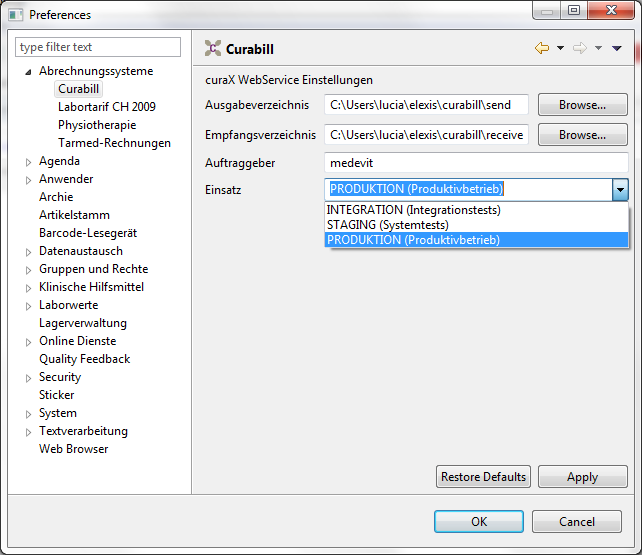 Preferences
type filter text
Abrechnungssysteme
Curabill
Labortarif CH 2009
Physiotherapie
Tarmed-Rechnungen
Agenda
Anwender
Archie
Artikelstamm
Barcode-Lesegerät
Datenaustausch
Gruppen und Rechte
Klinische Hilfsmittel
Laborwerte
Lagerverwaltung
Online Dienste
Quality Feedback
Security
Sticker
System
Textverarbeitung
Web Browser
Curabill
curaX WebService Einstellungen
Ausgabeverzeichnis C:\Users\lucia\elexis\curabill\send Browse...
Empfangsverzeichnis C:\Users\lucia\elexis\curabill\receive Browse...
Auftraggeber medevit
Einsatz PRODUKTION (Produktivbetrieb)
INTEGRATION (Integrationstests)
STAGING (Systemtests)
PRODUKTION (Produktivbetrieb)
Restore Defaults Apply
OK Cancel